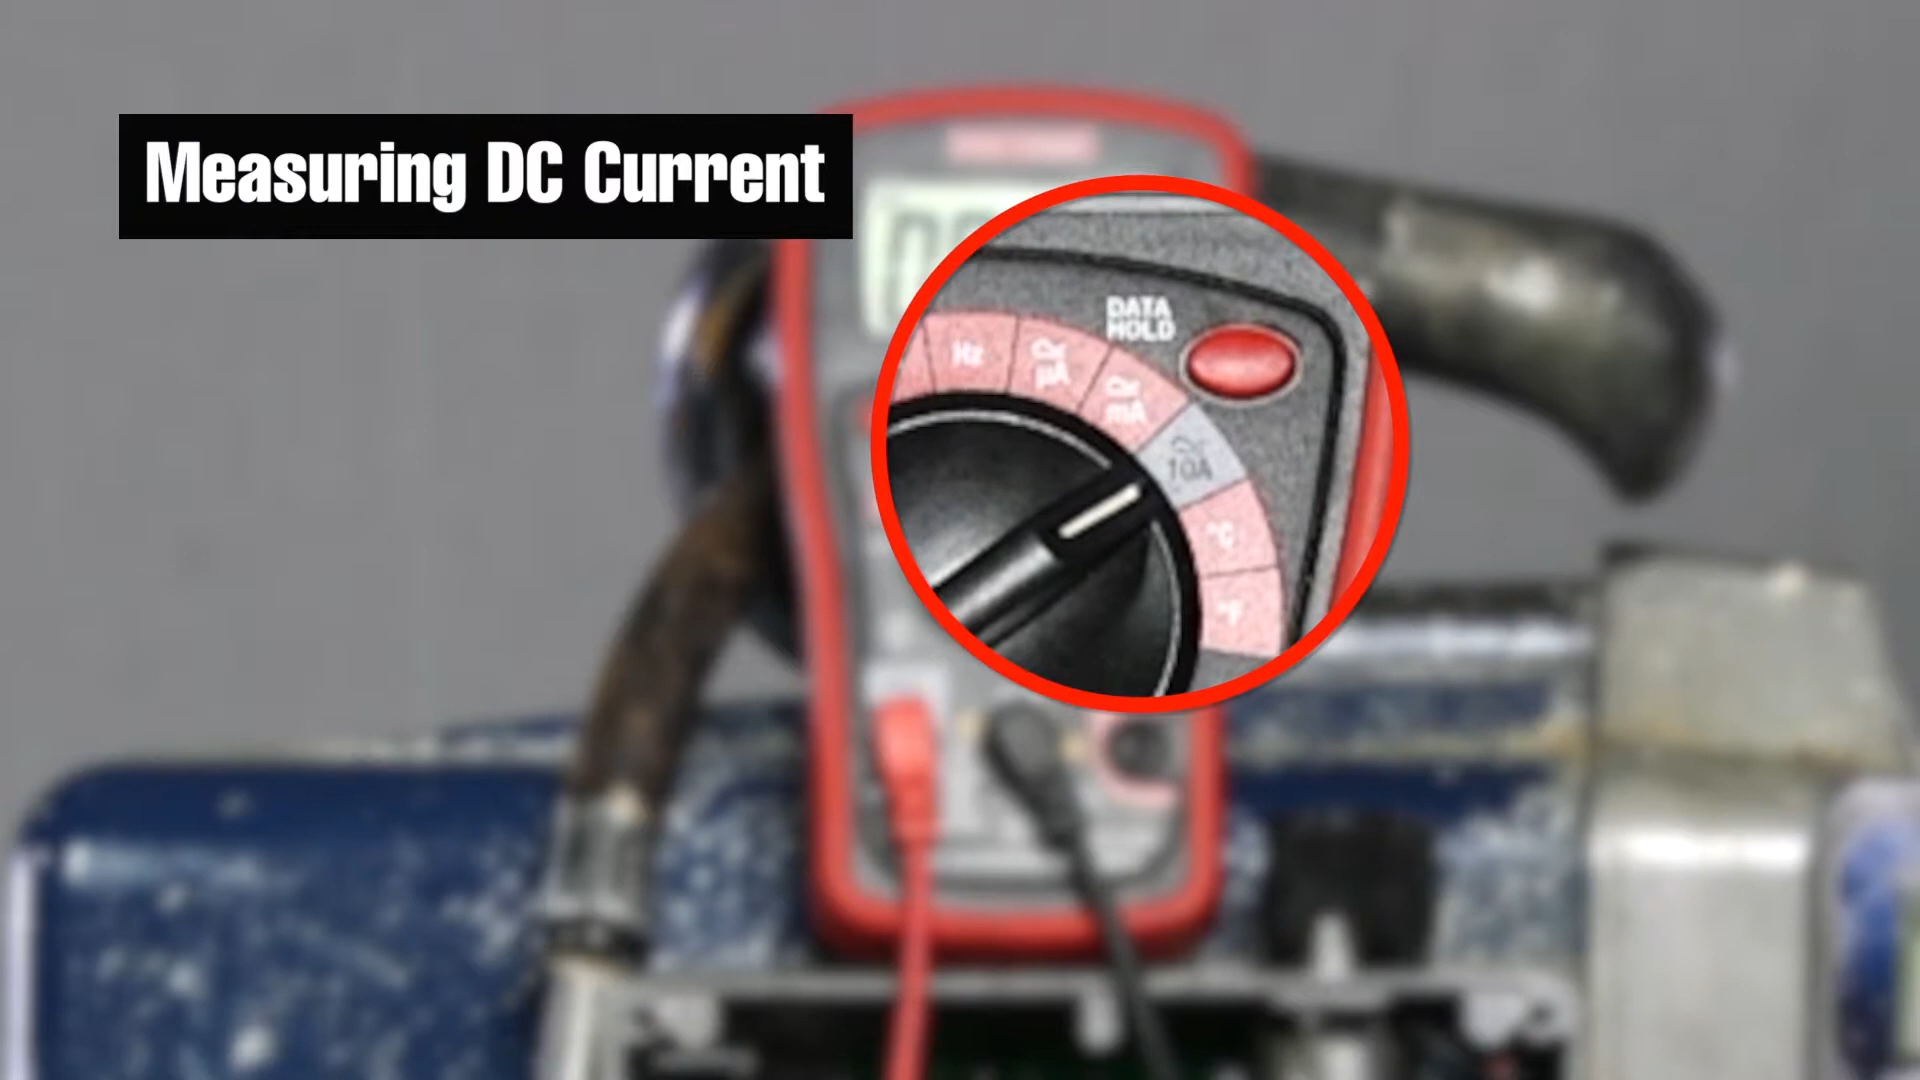 Measuring DC Current
DATA
HOLD
Hz
Ω
µA
Ω
mA
10A
°C
°F